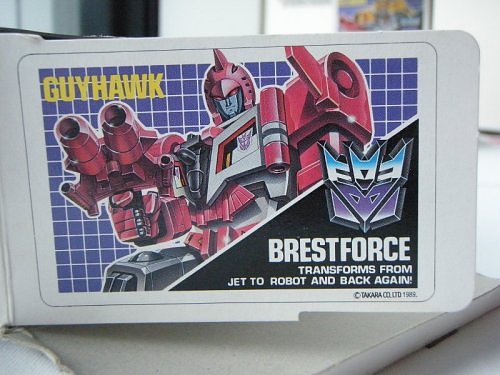 GUYHAWK
BRESTFORCE
TRANSFORMS FROM
JET TO ROBOT AND BACK AGAIN!
©TAKARA CO., LTD 1989.